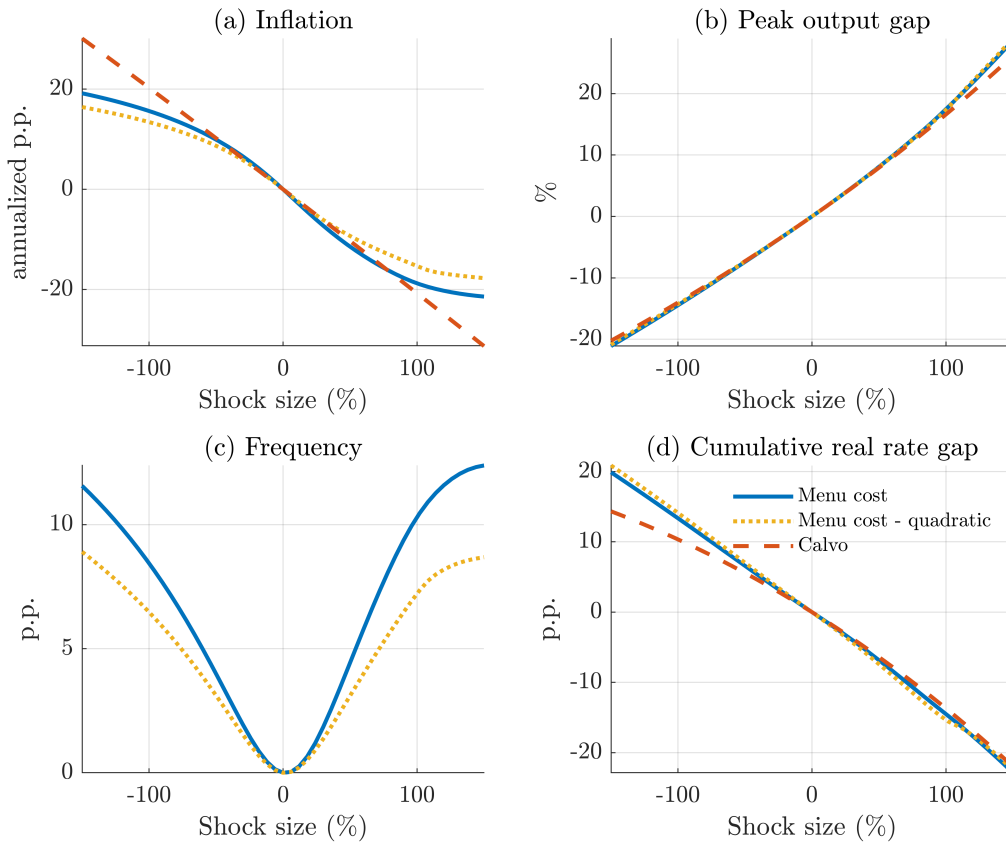 (a) Inflation
annualized p.p.
20
0
-20
-100
0
100
Shock size (%)
(b) Peak output gap
%
20
10
0
-10
-20
-100
0
100
Shock size (%)
(c) Frequency
p.p.
10
5
0
-100
0
100
Shock size (%)
(d) Cumulative real rate gap
p.p.
20
10
0
-10
-20
Menu cost
Menu cost - quadratic
Calvo
-100
0
100
Shock size (%)